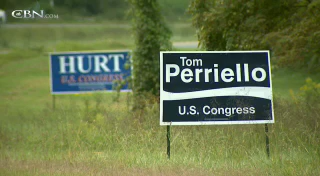 CBN.com
HURT
U.S. CONGRESS
Tom
Perriello
U.S. Congress